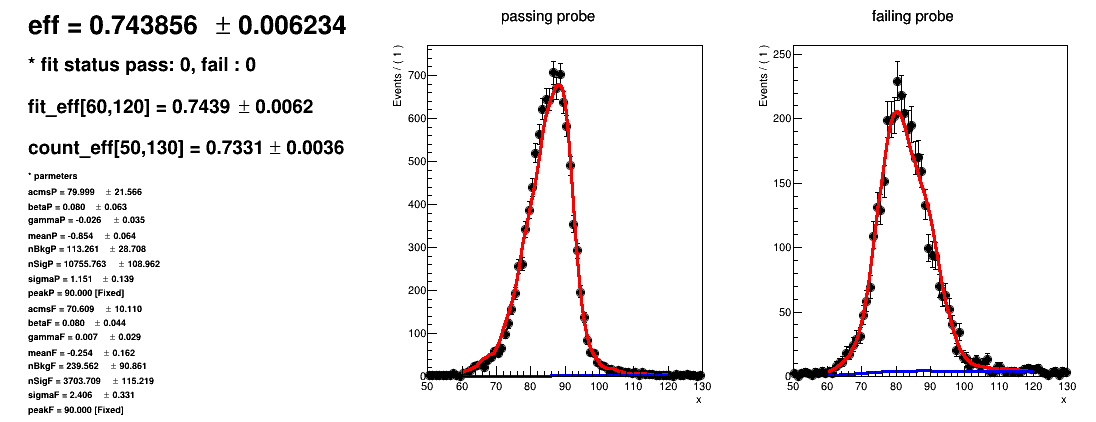 eff = 0.743856 ± 0.006234
* fit status pass: 0, fail : 0
fit_eff[60,120] = 0.7439 ± 0.0062
count_eff[50,130] = 0.7331 ± 0.0036
* parmeters
acmsP = 79.999 ± 21.566
betaP = 0.080 ± 0.063
gammaP = -0.026 ± 0.035
meanP = -0.854 ± 0.064
nBkgP = 113.261 ± 28.708
nSigP = 10755.763 ± 108.962
sigmaP = 1.151 ± 0.139
peakP = 90.000 [Fixed]
acmsF = 70.609 ± 10.110
betaF = 0.080 ± 0.044
gammaF = 0.007 ± 0.029
meanF = -0.254 ± 0.162
nBkgF = 239.562 ± 90.861
nSigF = 3703.709 ± 115.219
sigmaF = 2.406 ± 0.331
peakF = 90.000 [Fixed]
passing probe
Events / ( 1 )
700
600
500
400
300
200
100
0
50 60 70 80 90 100 110 120 130
x
failing probe
Events / ( 1 )
250
200
150
100
50
0
50 60 70 80 90 100 110 120 130
x